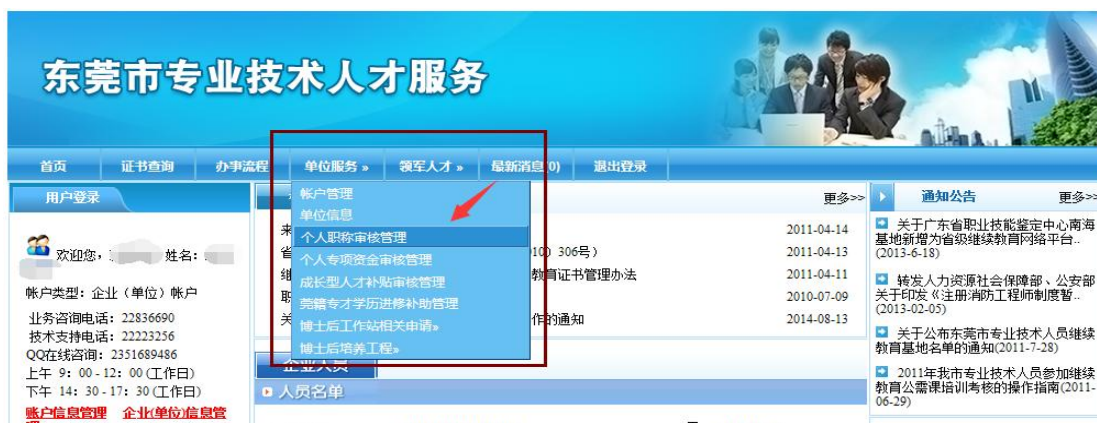 东莞市专业技术人才服务
首页 证书查询 办事流程 单位服务» 领军人才» 最新消息(0) 退出登录
用户登录
欢迎您， 姓名：
帐户类型：企业（单位）帐户
业务咨询电话：22836690
技术支持电话：22223256
QQ在线咨询：2351689486
上午 9：00-12：00(工作日)
下午 14：30-17：30(工作日)
账户信息管理 企业(单位)信息管
帐户管理
单位信息
个人职称审核管理
个人专项资金审核管理
成长型人才补贴审核管理
莞籍专才学历进修补助管理
博士后工作站相关申请»
博士后培养工程»
更多>>
2011-04-14
306号） 2011-04-13
教育证书管理办法 2011-04-11
2010-07-09
作的通知 2014-08-13
企业人员
人员名单
通知公告 更多>>
关于广东省职业技能鉴定中心南海
基地新增为省级继续教育网络平台..
(2013-6-18)
转发人力资源社会保障部、公安部
关于印发《注册消防工程师制度暂..
(2013-02-05)
关于公布东莞市专业技术人员继续
教育基地名单的通知(2011-7-28)
2011年我市专业技术人员参加继续
教育公需课培训考核的操作指南(2011-
06-29)